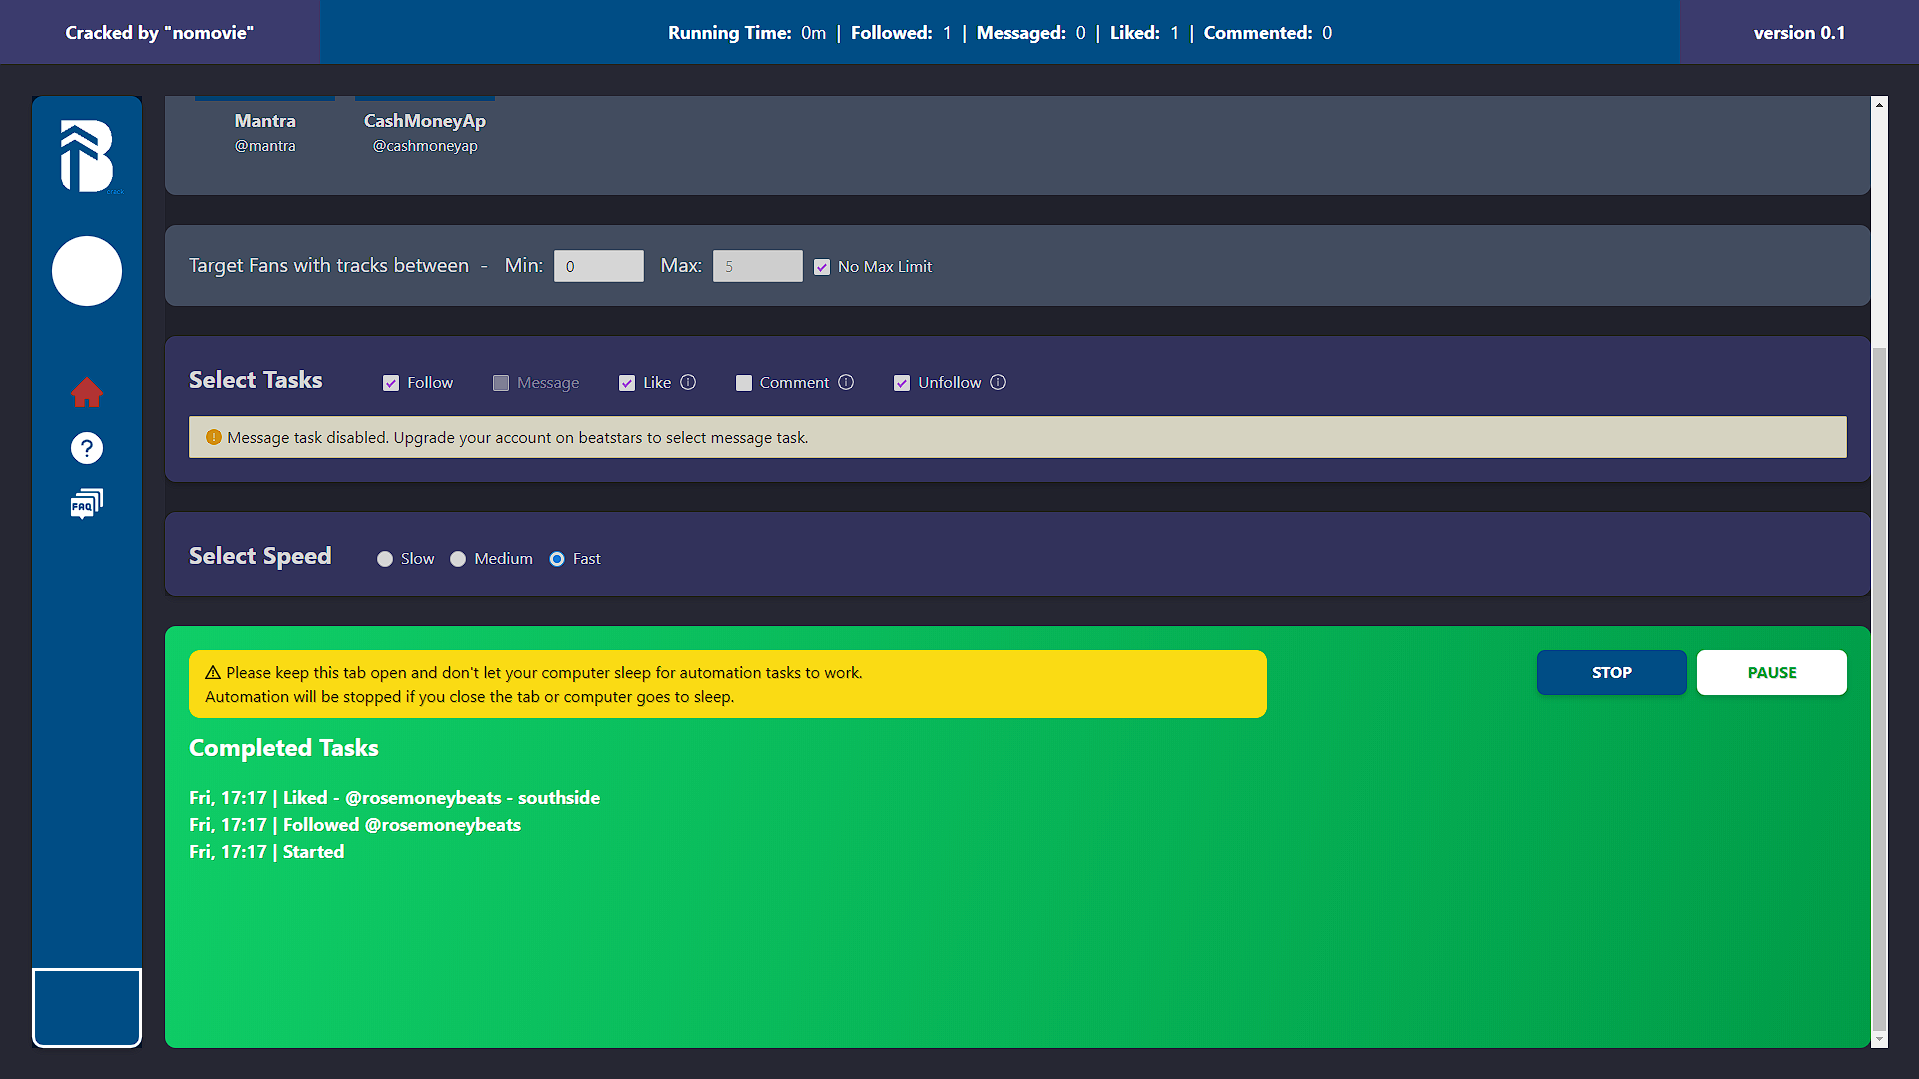 Cracked by "nomovie"
Running Time: 0m | Followed: 1 | Messaged: 0 | Liked: 1 | Commented: 0
version 0.1
Mantra
@mantra
CashMoneyAp
@cashmoneyap
Target Fans with tracks between - Min: 0 Max: 5 No Max Limit
Select Tasks Follow Message Like Comment Unfollow
Message task disabled. Upgrade your account on beatstars to select message task.
FAQ
Select Speed Slow Medium Fast
Please keep this tab open and don't let your computer sleep for automation tasks to work.
Automation will be stopped if you close the tab or computer goes to sleep.
STOP
PAUSE
Completed Tasks
Fri, 17:17 | Liked - @rosemoneybeats - southside
Fri, 17:17 | Followed @rosemoneybeats
Fri, 17:17 | Started